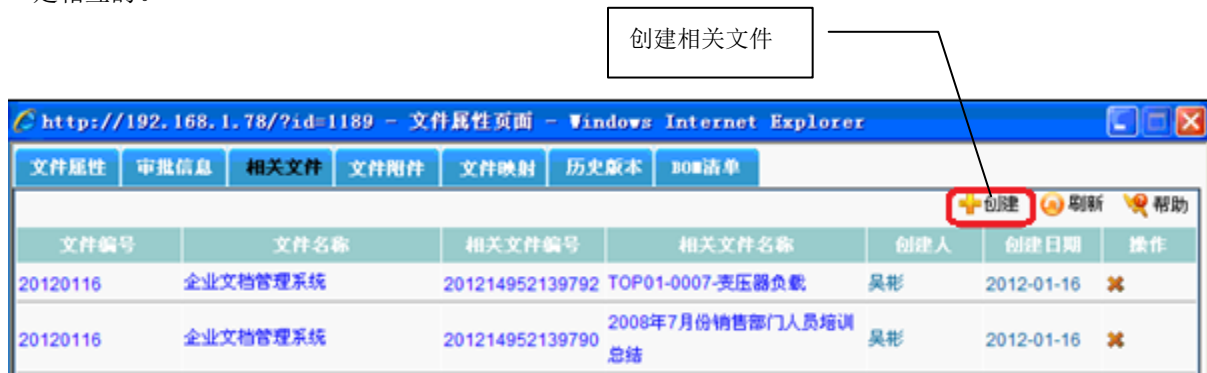 创建相关文件
http://192.168.1.78/?id=1189 - 文件属性页面 - Windows Internet Explorer
文件属性 审批信息 相关文件 文件附件 文件映射 历史版本 BOM清单
创建 刷新 帮助
文件编号 文件名称 相关文件编号 相关文件名称 创建人 创建日期 操作
20120116 企业文档管理系统 201214952139792 TOP01-0007-变压器负载 吴彬 2012-01-16
20120116 企业文档管理系统 201214952139790 2008年7月份销售部门人员培训 吴彬 2012-01-16
总结